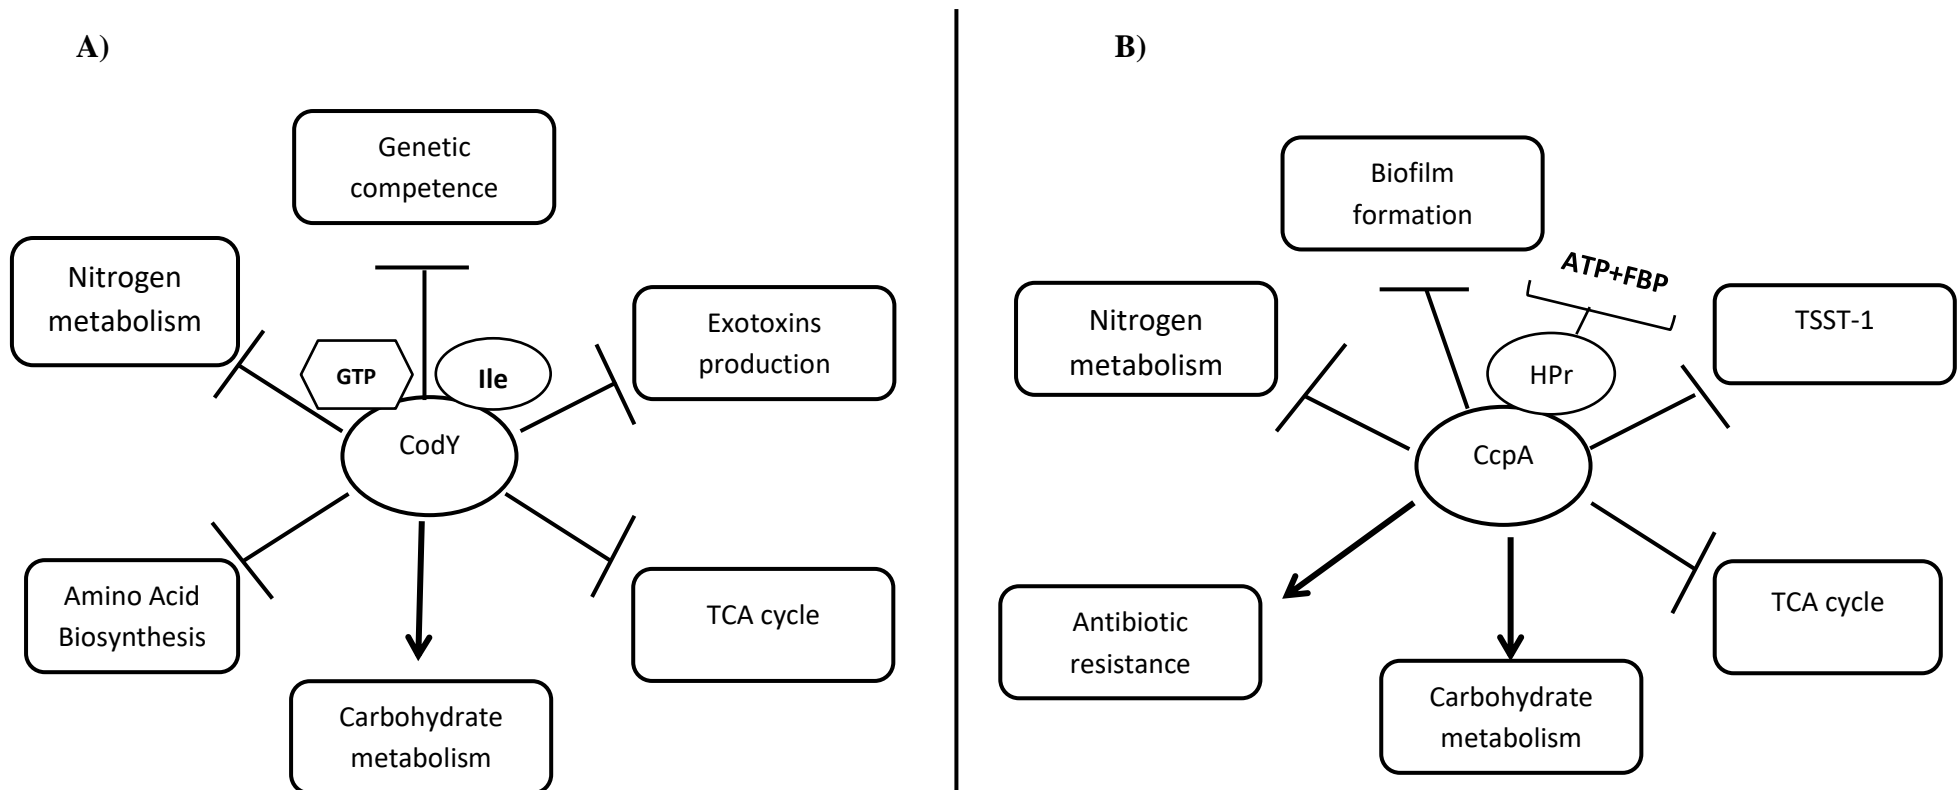 A)
Genetic
competence
Nitrogen
metabolism
Exotoxins
production
GTP
Ile
CodY
Amino Acid
Biosynthesis
TCA cycle
Carbohydrate
metabolism
B)
Biofilm
formation
ATP+FBP
Nitrogen
metabolism
TSST-1
HPr
CcpA
Antibiotic
resistance
TCA cycle
Carbohydrate
metabolism